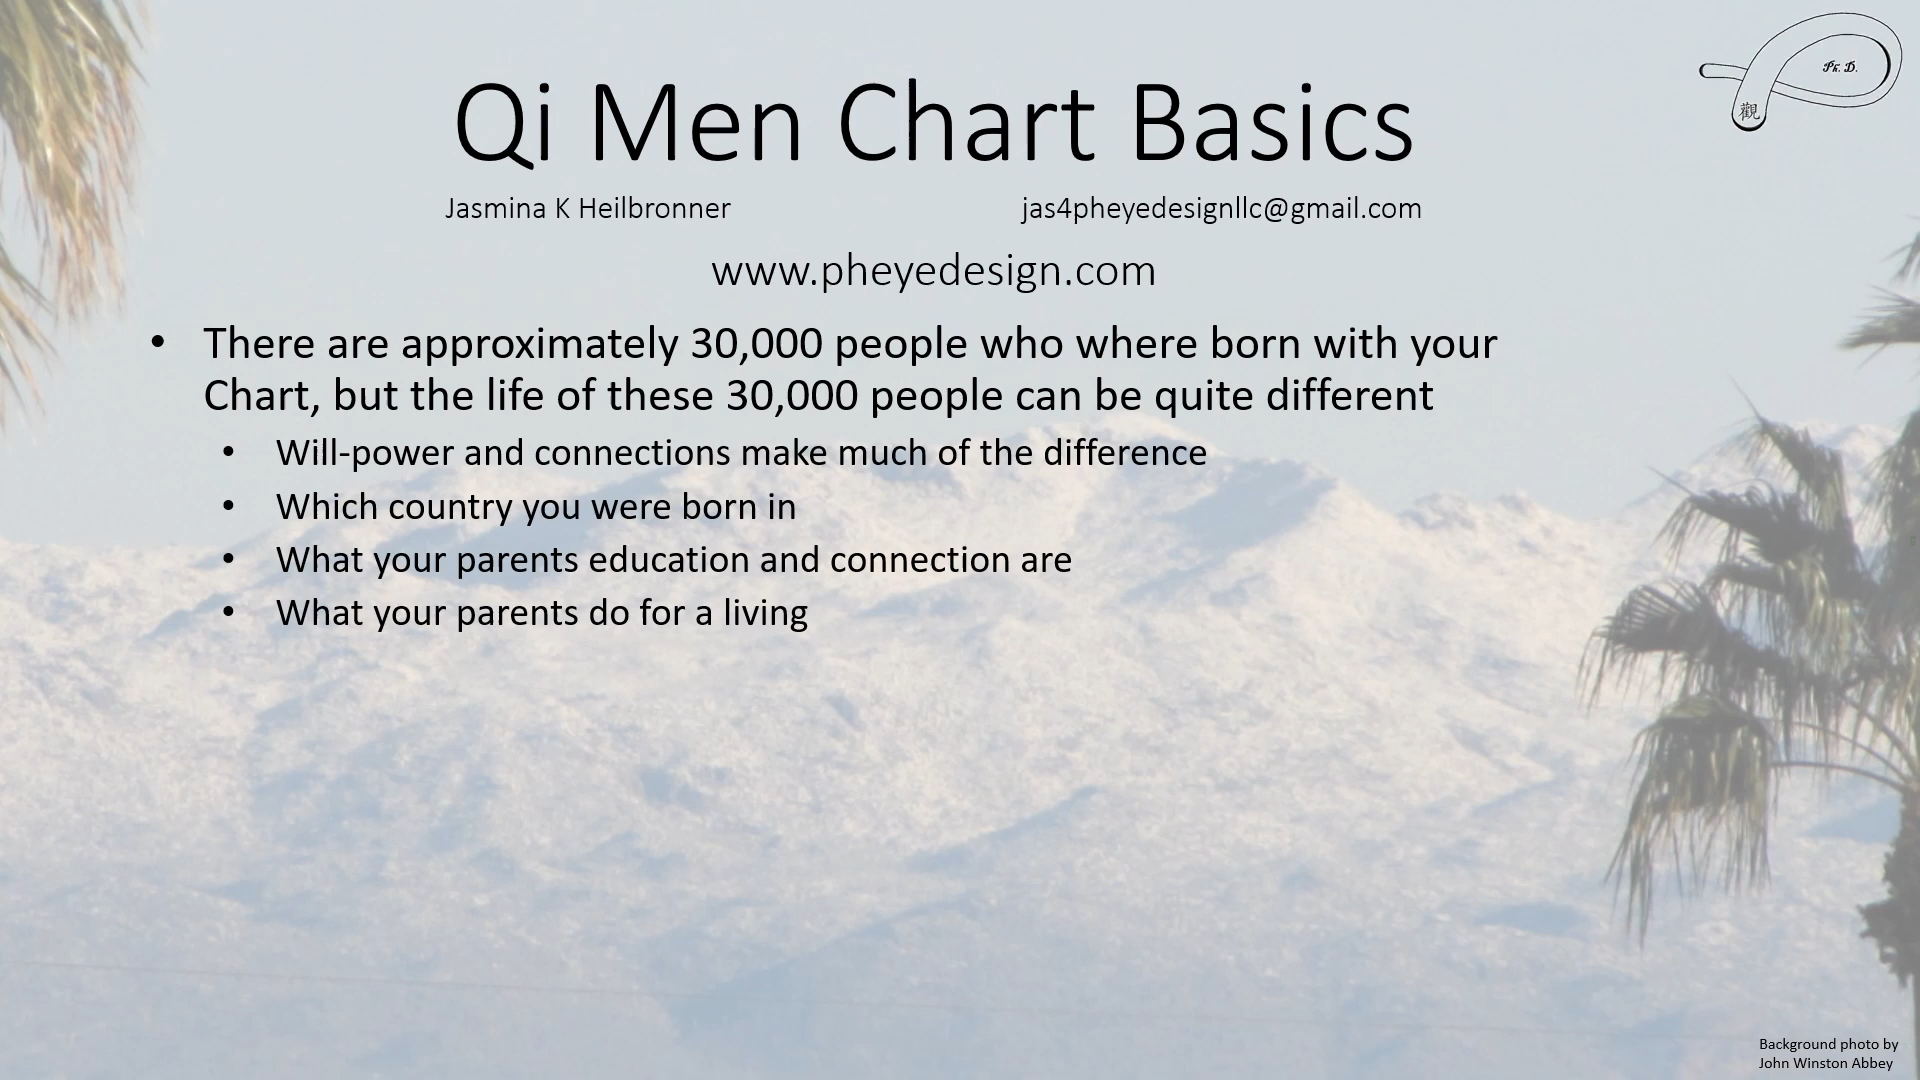 Qi Men Chart Basics
Ph. D.
觀
Jasmina K Heilbronner jas4pheyedesignllc@gmail.com
www.pheyedesign.com
• There are approximately 30,000 people who where born with your
Chart, but the life of these 30,000 people can be quite different
• Will-power and connections make much of the difference
• Which country you were born in
• What your parents education and connection are
• What your parents do for a living
Background photo by
John Winston Abbey